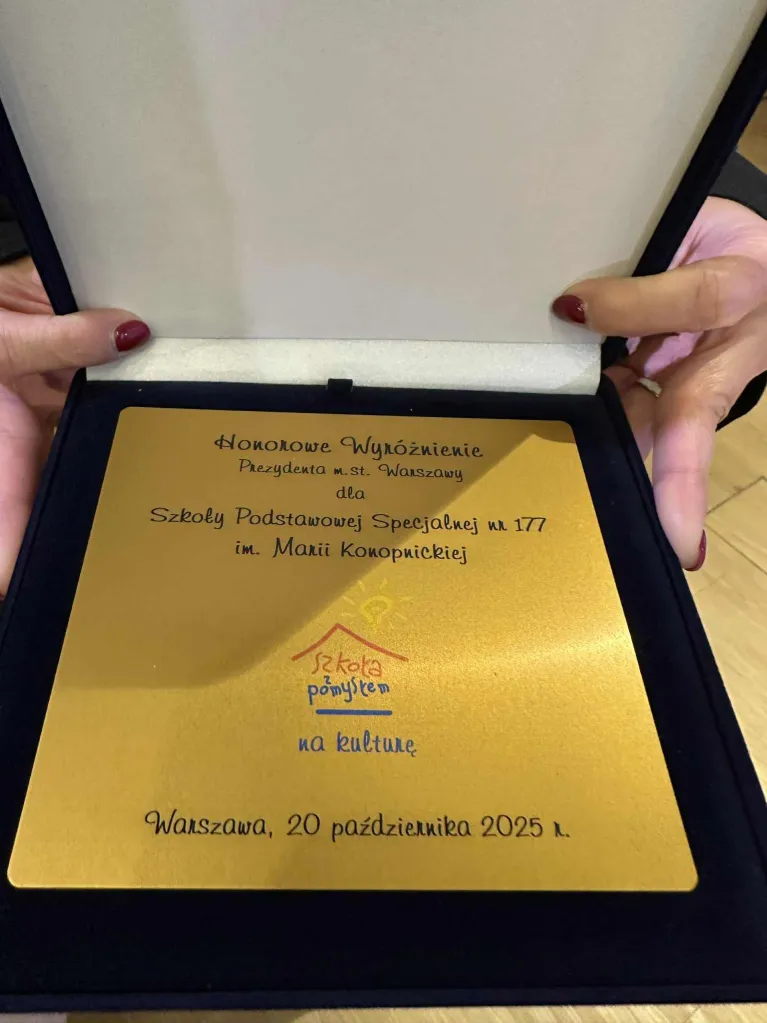 Honorowe Wyróżnienie
Prezydenta m.st. Warszawy
dla
Szkoły Podstawowej Specjalnej nr 177
im. Marii Konopnickiej
szkoła
z
pomysłem
na kulturę
Warszawa, 20 października 2025 r.